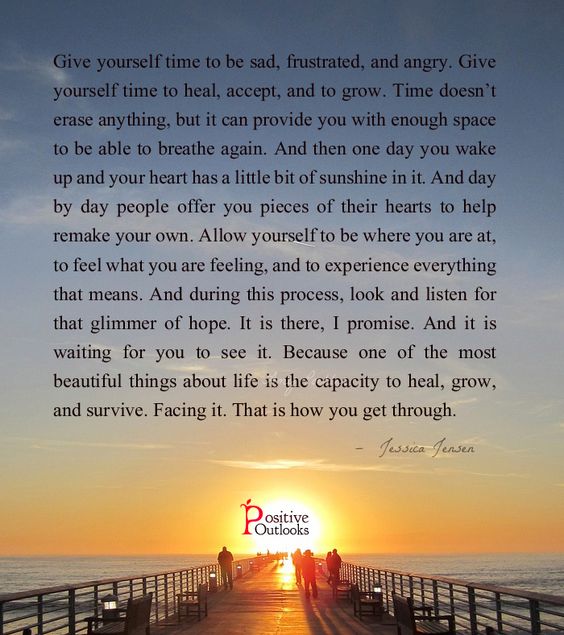 Give yourself time to be sad, frustrated, and angry. Give
yourself time to heal, accept, and to grow. Time doesn’t
erase anything, but it can provide you with enough space
to be able to breathe again. And then one day you wake
up and your heart has a little bit of sunshine in it. And day
by day people offer you pieces of their hearts to help
remake your own. Allow yourself to be where you are at,
to feel what you are feeling, and to experience everything
that means. And during this process, look and listen for
that glimmer of hope. It is there, I promise. And it is
waiting for you to see it. Because one of the most
beautiful things about life is the capacity to heal, grow,
and survive. Facing it. That is how you get through.
– Jessica Jensen
Positive
Outlooks